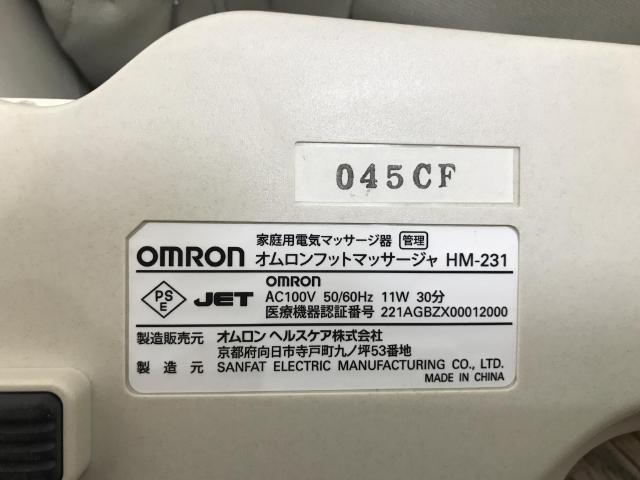 045CF
OMRON 家庭用電気マッサージ器 管理
オムロンフットマッサージャ HM-231
PS E JET OMRON
AC100V 50/60Hz 11W 30分
医療機器認証番号 221AGBZX00012000
製造販売元 オムロン ヘルスケア株式会社
京都府向日市寺戸町九ノ坪53番地
製造元 SANFAT ELECTRIC MANUFACTURING CO., LTD.
MADE IN CHINA